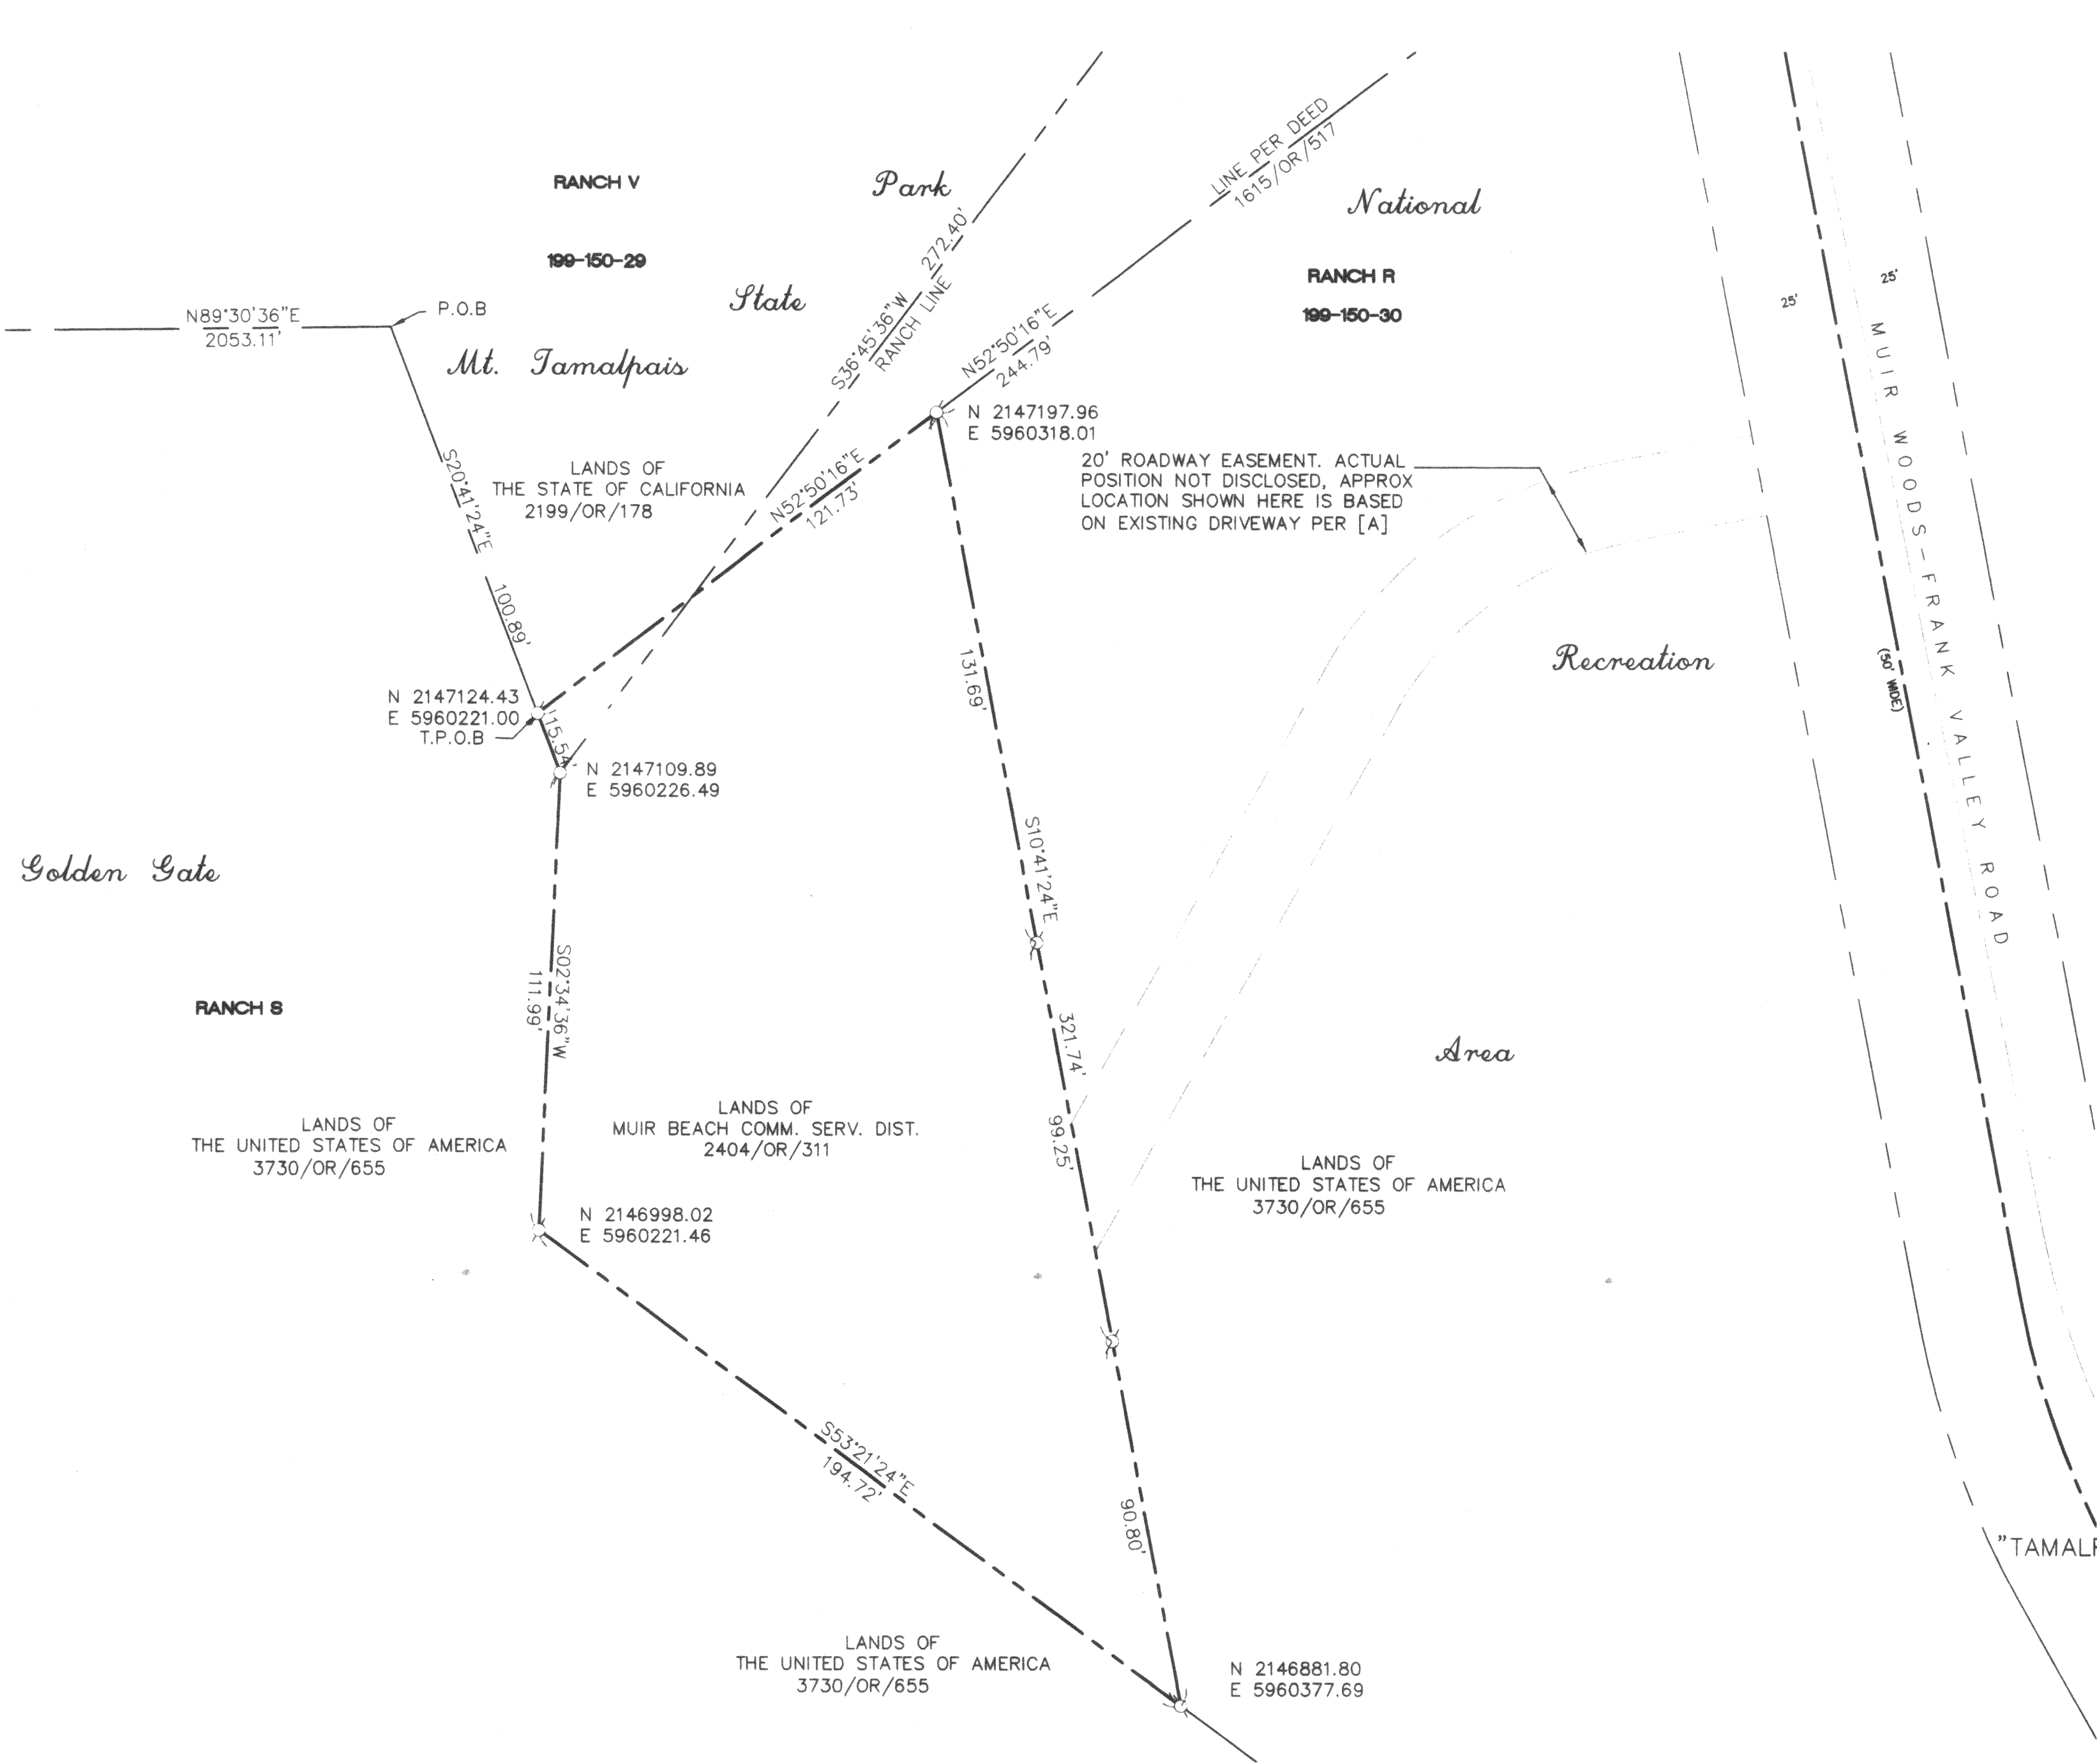 RANCH V
Park
National
199-150-29
State
RANCH R
199-150-30
LINE PER DEED
1615/OR/517
S36°45'36"W 272.40'
RANCH LINE
N89°30'36"E
2053.11'
P.O.B
Mt. Tamalpais
N52°50'16"E
244.79'
N 2147197.96
E 5960318.01
25'
25'
MUIR WOODS-FRANK VALLEY ROAD
(50' WIDE)
S20°41'24"E 100.89'
LANDS OF
THE STATE OF CALIFORNIA
2199/OR/178
N52°50'16"E
121.73'
20' ROADWAY EASEMENT. ACTUAL
POSITION NOT DISCLOSED, APPROX
LOCATION SHOWN HERE IS BASED
ON EXISTING DRIVEWAY PER [A]
Recreation
131.69'
N 2147124.43
E 5960221.00
T.P.O.B
15.54'
N 2147109.89
E 5960226.49
S10°41'24"E
321.74'
Golden Gate
RANCH S
S02°34'36"W
111.99'
Area
99.25'
LANDS OF
THE UNITED STATES OF AMERICA
3730/OR/655
LANDS OF
MUIR BEACH COMM. SERV. DIST.
2404/OR/311
LANDS OF
THE UNITED STATES OF AMERICA
3730/OR/655
N 2146998.02
E 5960221.46
S53°21'24"E
194.72'
90.80'
"TAMALP
LANDS OF
THE UNITED STATES OF AMERICA
3730/OR/655
N 2146881.80
E 5960377.69